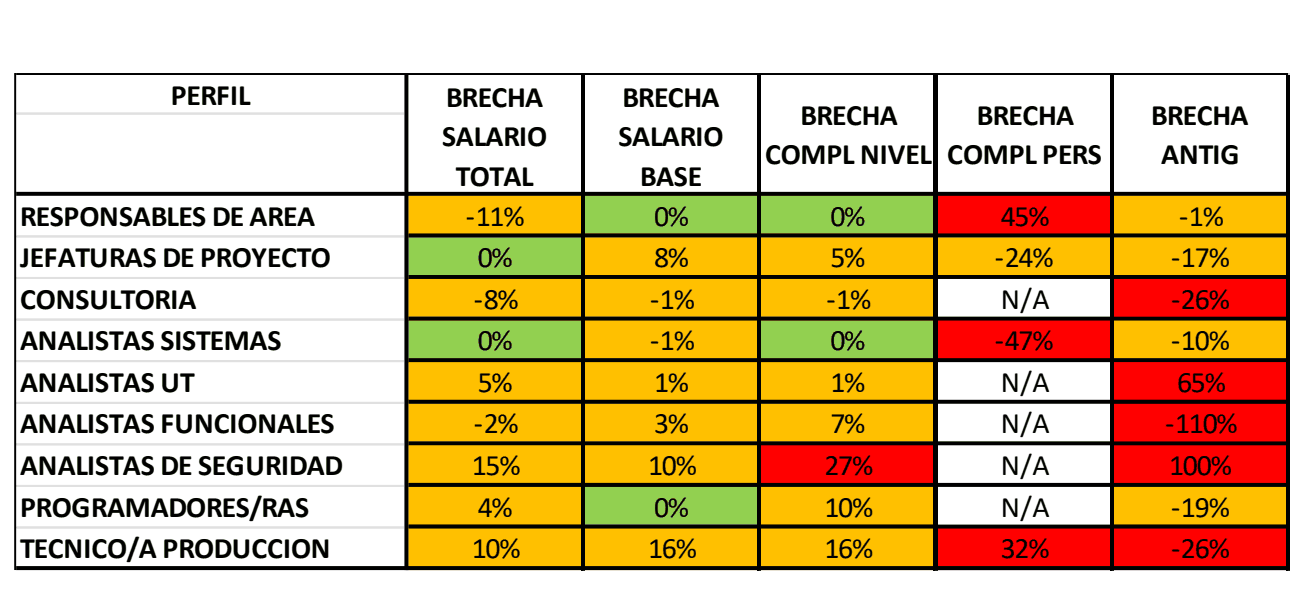 PERFIL BRECHA SALARIO TOTAL BRECHA SALARIO BASE BRECHA COMPL NIVEL BRECHA COMPL PERS BRECHA ANTIG
RESPONSABLES DE AREA -11% 0% 0% 45% -1%
JEFATURAS DE PROYECTO 0% 8% 5% -24% -17%
CONSULTORIA -8% -1% -1% N/A -26%
ANALISTAS SISTEMAS 0% -1% 0% -47% -10%
ANALISTAS UT 5% 1% 1% N/A 65%
ANALISTAS FUNCIONALES -2% 3% 7% N/A -110%
ANALISTAS DE SEGURIDAD 15% 10% 27% N/A 100%
PROGRAMADORES/RAS 4% 0% 10% N/A -19%
TECNICO/A PRODUCCION 10% 16% 16% 32% -26%